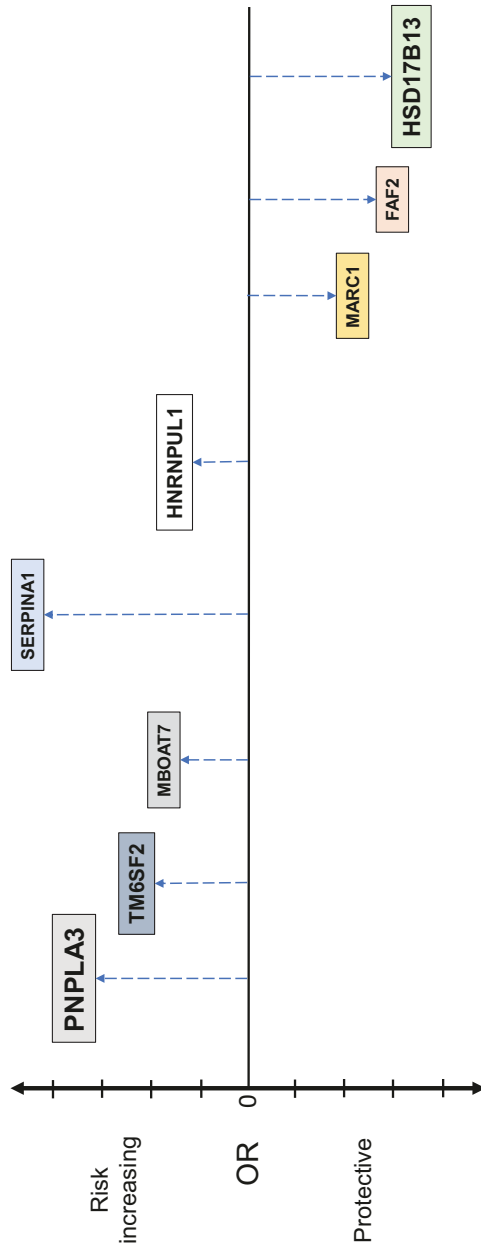 Risk
increasing
OR
0
Protective
PNPLA3
TM6SF2
MBOAT7
SERPINA1
HNRNPUL1
MARC1
FAF2
HSD17B13